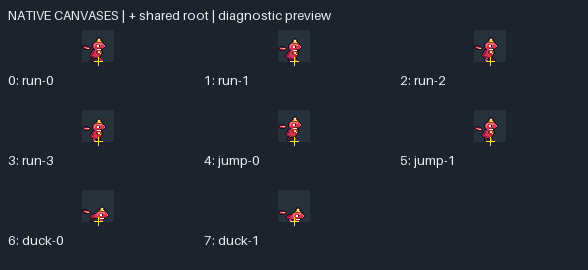 NATIVE CANVASES | + shared root | diagnostic preview
0: run-0
1: run-1
2: run-2
3: run-3
4: jump-0
5: jump-1
6: duck-0
7: duck-1